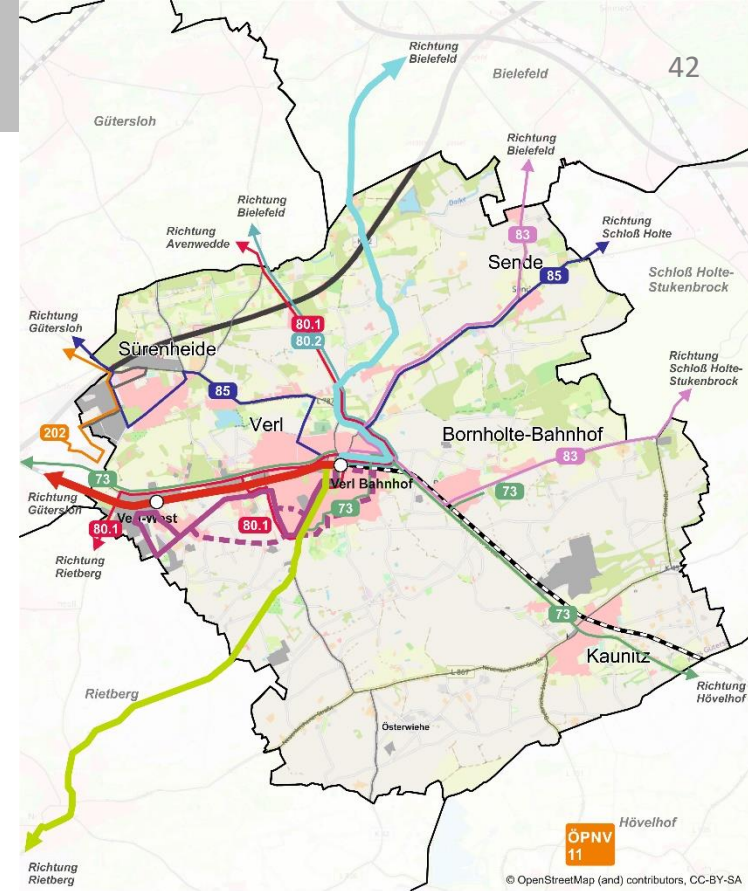 42
Richtung
Bielefeld
Bielefeld
Gütersloh
Richtung
Bielefeld
Richtung
Bielefeld
Richtung
Avenwedde
83
Richtung
Schloß Holte
Sende
85
Schloß Holte-
Stukenbrock
Richtung
Gütersloh
80.1
80.2
Sürenheide
Richtung
Schloß Holte-
Stukenbrock
85
Verl
Bornholte-Bahnhof
202
83
73
Verl Bahnhof
73
Richtung
Gütersloh
Verl-West
80.1
80.1
73
Richtung
Rietberg
73
Kaunitz
Richtung
Hövelhof
Rietberg
Österwiehe
ÖPNV
11
Hövelhof
Richtung
Rietberg
© OpenStreetMap (and) contributors, CC-BY-SA